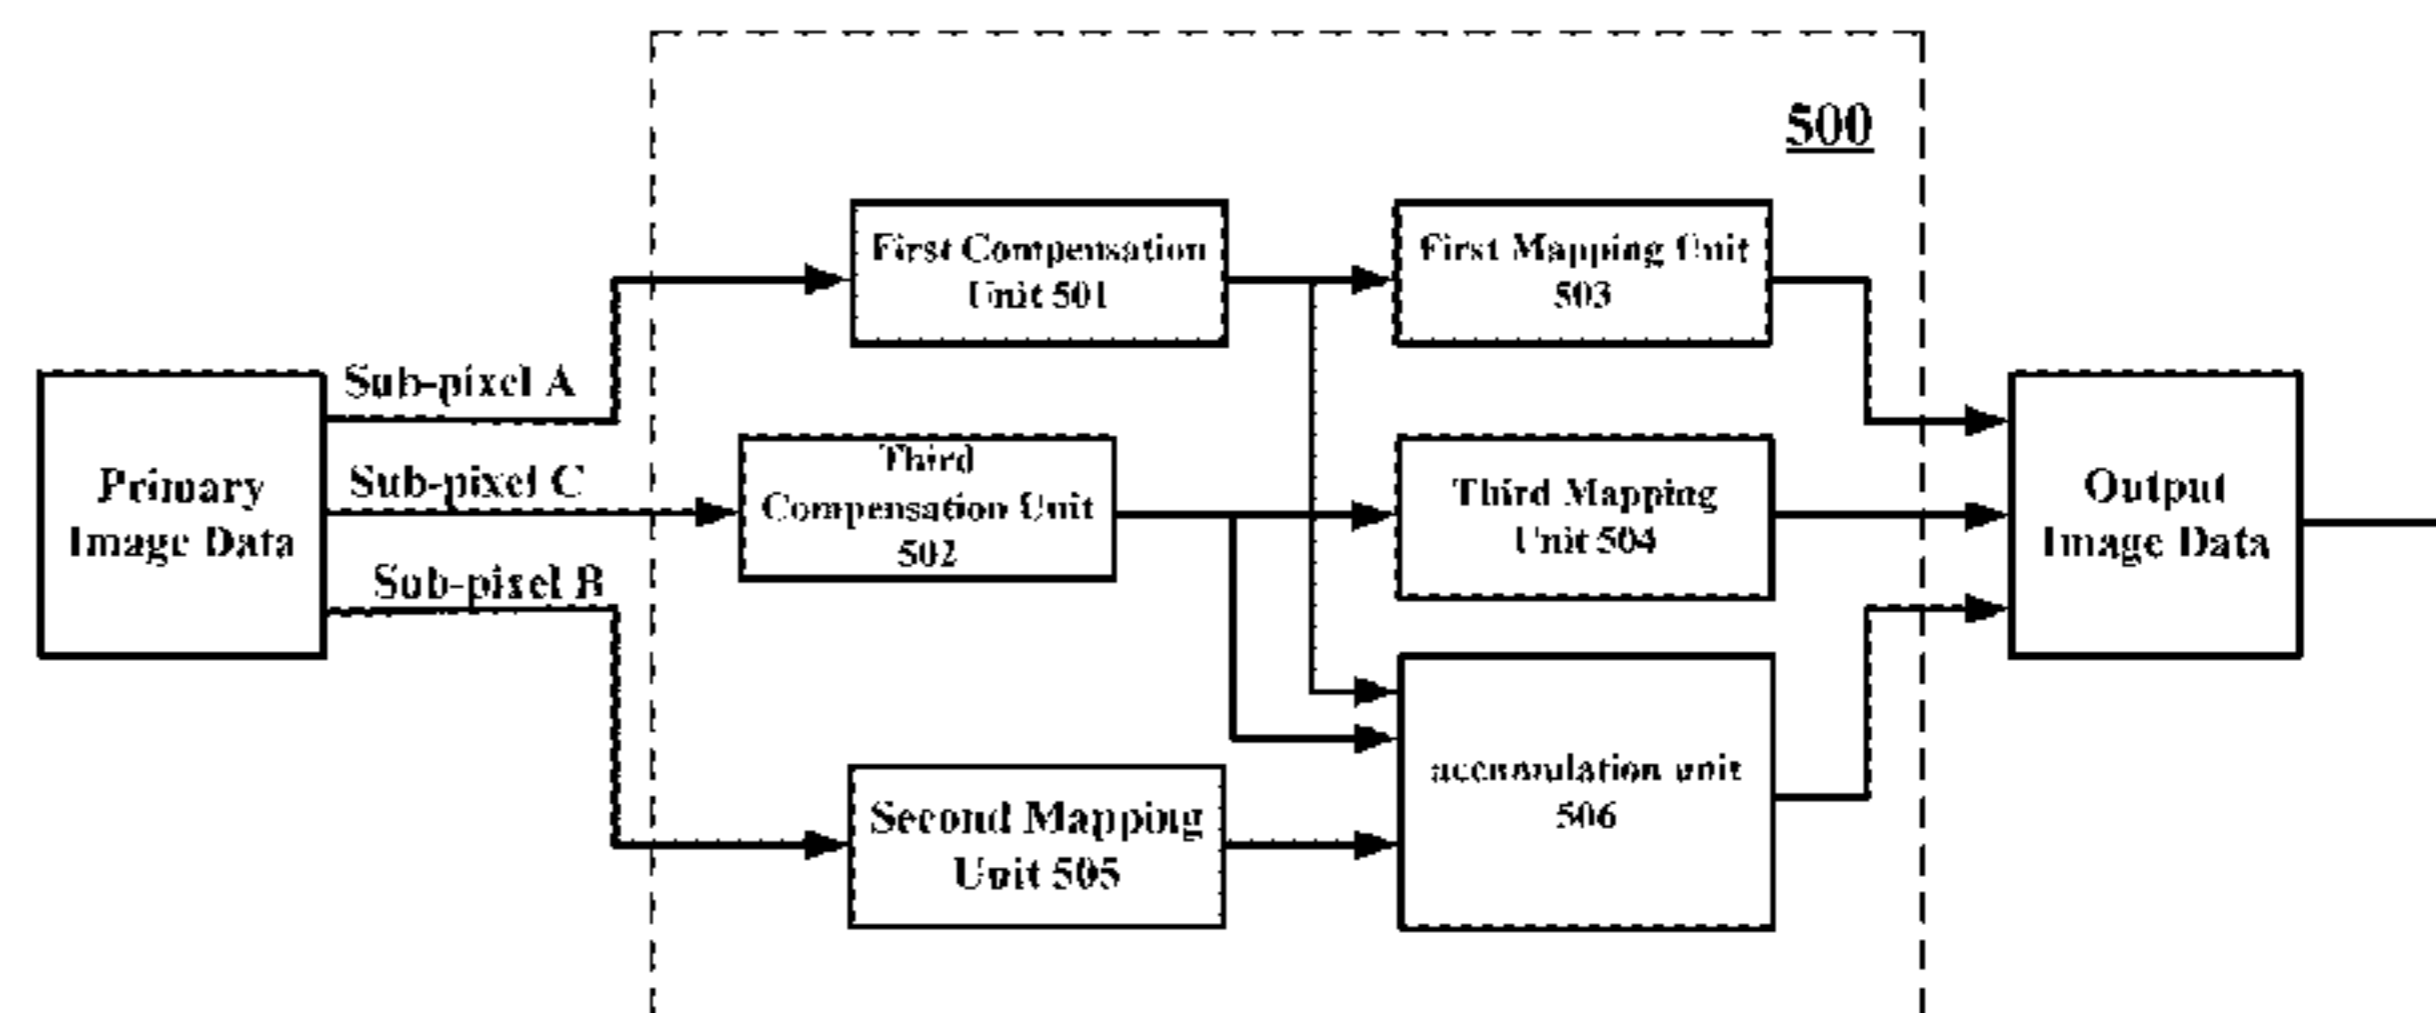 500
First Compensation
Unit 501
First Mapping Unit
503
Sub-pixel A
Primary
Image Data
Sub-pixel C
Third
Compensation Unit
502
Third Mapping
Unit 504
Output
Image Data
Sub-pixel B
Second Mapping
Unit 505
accumulation unit
506